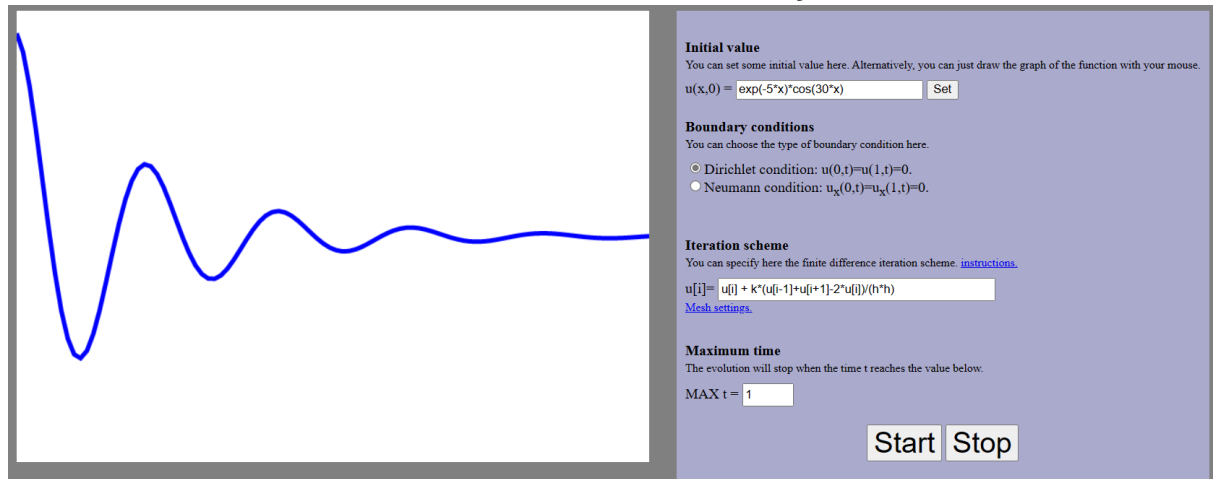 Initial value
You can set some initial value here. Alternatively, you can just draw the graph of the function with your mouse.
u(x,0) = exp(-5*x)*cos(30*x) Set
Boundary conditions
You can choose the type of boundary condition here.
Dirichlet condition: u(0,t)=u(1,t)=0.
Neumann condition: ux(0,t)=ux(1,t)=0.
Iteration scheme
You can specify here the finite difference iteration scheme. instructions.
u[i]= u[i] + k*(u[i-1]+u[i+1]-2*u[i])/(h*h)
Mesh settings.
Maximum time
The evolution will stop when the time t reaches the value below.
MAX t = 1
Start Stop